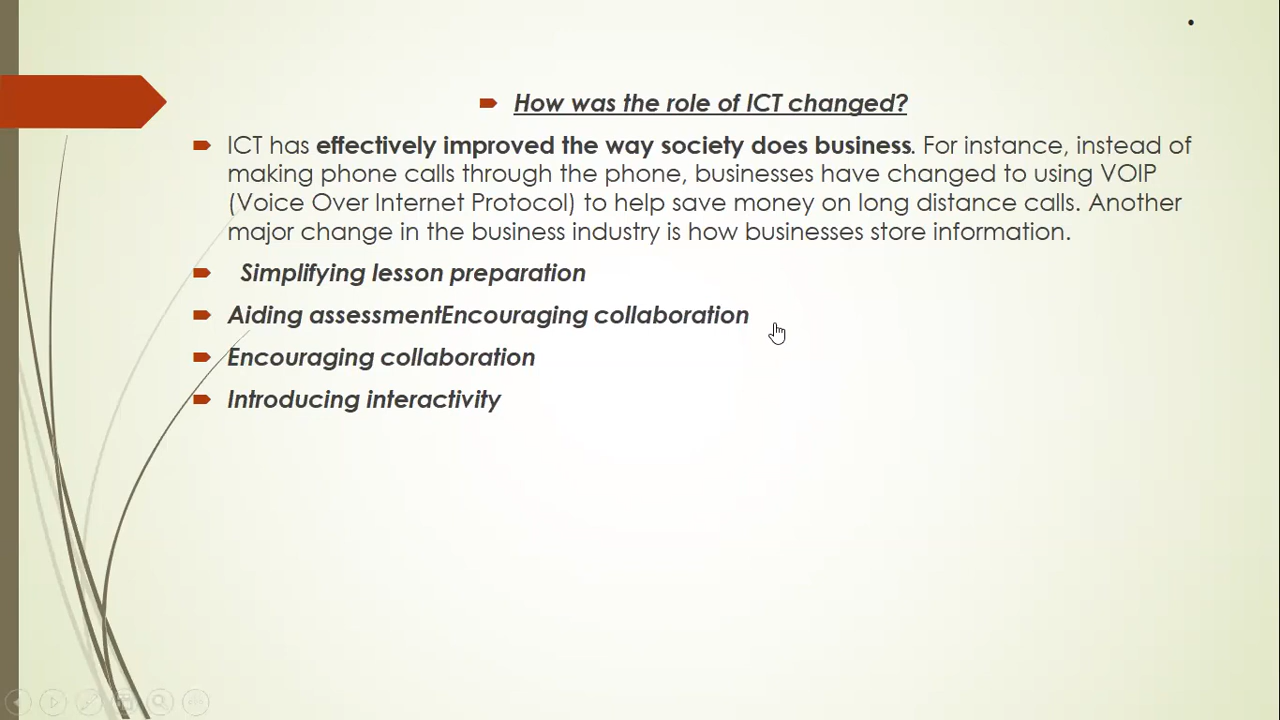 How was the role of ICT changed?
ICT has effectively improved the way society does business. For instance, instead of
making phone calls through the phone, businesses have changed to using VOIP
(Voice Over Internet Protocol) to help save money on long distance calls. Another
major change in the business industry is how businesses store information.
Simplifying lesson preparation
Aiding assessmentEncouraging collaboration
Encouraging collaboration
Introducing interactivity